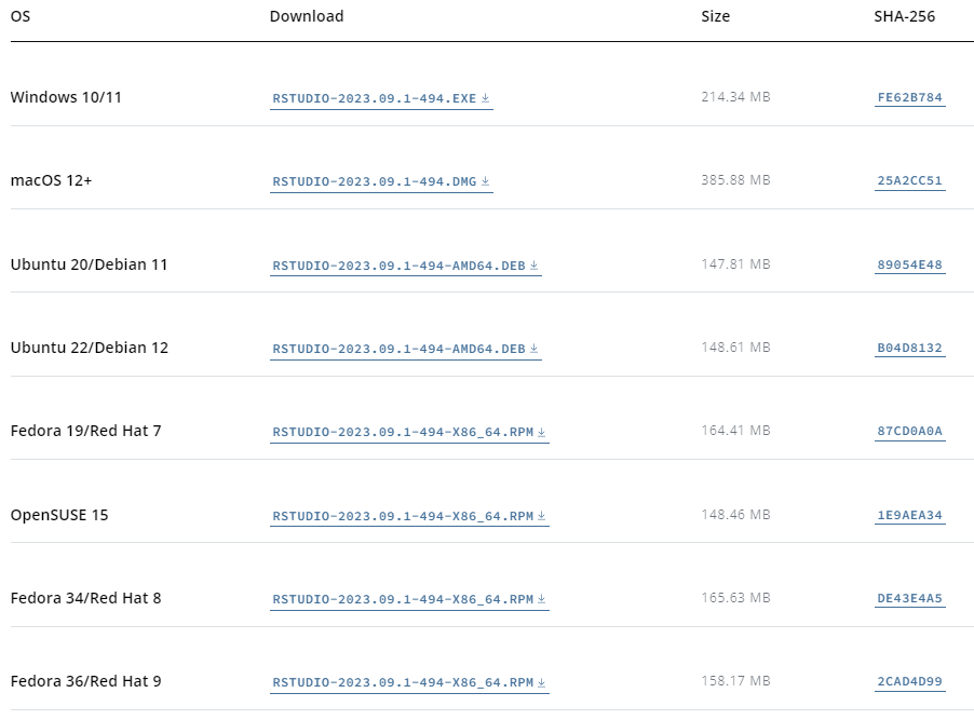 OS Download Size SHA-256
Windows 10/11 RSTUDIO-2023.09.1-494.EXE 214.34 MB FE62B784
macOS 12+ RSTUDIO-2023.09.1-494.DMG 385.88 MB 25A2CC51
Ubuntu 20/Debian 11 RSTUDIO-2023.09.1-494-AMD64.DEB 147.81 MB 89054E48
Ubuntu 22/Debian 12 RSTUDIO-2023.09.1-494-AMD64.DEB 148.61 MB B04D8132
Fedora 19/Red Hat 7 RSTUDIO-2023.09.1-494-X86_64.RPM 164.41 MB 87CD0A0A
OpenSUSE 15 RSTUDIO-2023.09.1-494-X86_64.RPM 148.46 MB 1E9AEA34
Fedora 34/Red Hat 8 RSTUDIO-2023.09.1-494-X86_64.RPM 165.63 MB DE43E4A5
Fedora 36/Red Hat 9 RSTUDIO-2023.09.1-494-X86_64.RPM 158.17 MB 2CAD4D99